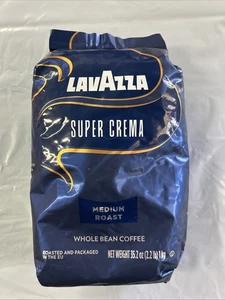 LAVAZZA
SUPER CREMA
MEDIUM
ROAST
WHOLE BEAN COFFEE
ROASTED AND PACKAGED
IN THE EU
NET WEIGHT 35.2 oz (2.2 lb) 1 kg